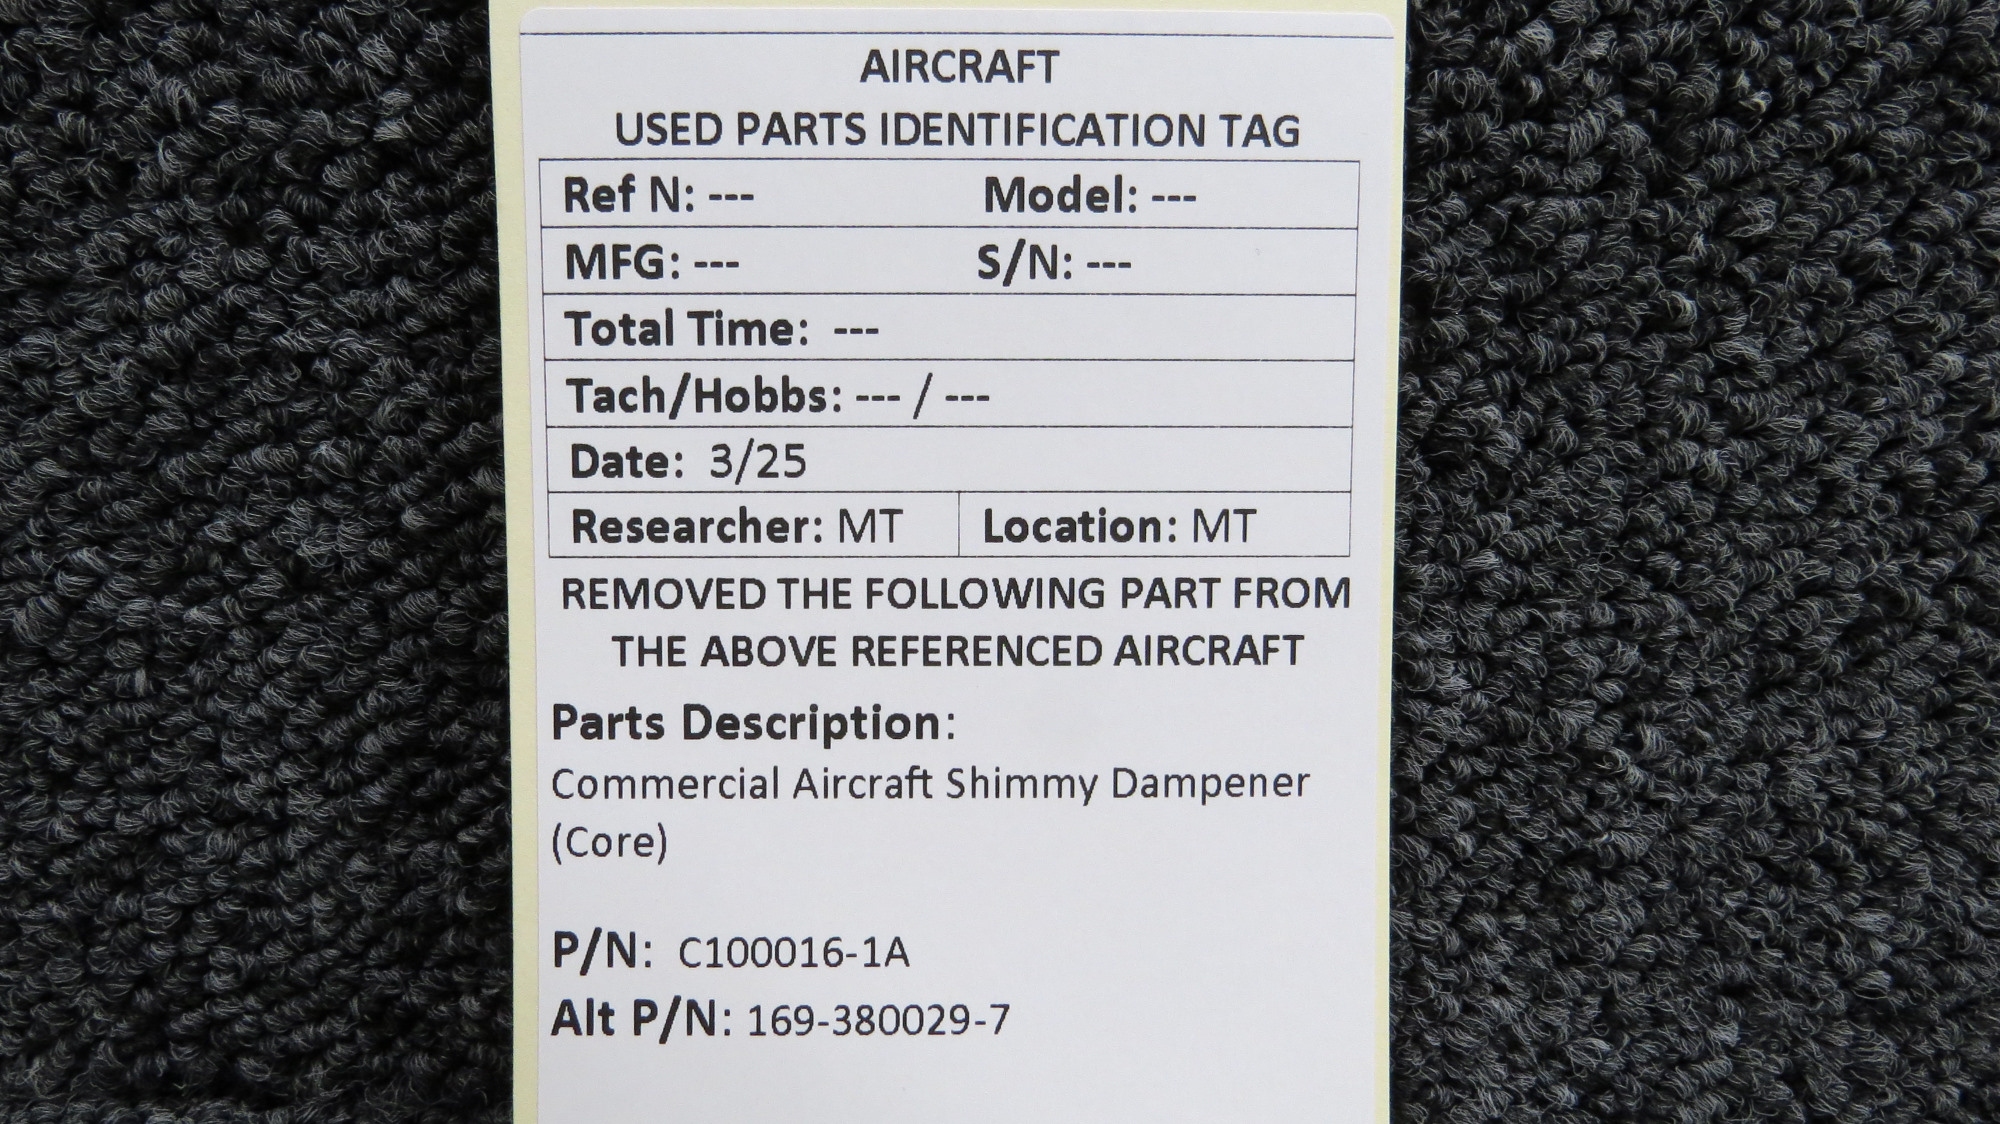 AIRCRAFT
USED PARTS IDENTIFICATION TAG
Ref N: --- Model: ---
MFG: --- S/N: ---
Total Time: ---
Tach/Hobbs: --- / ---
Date: 3/25
Researcher: MT Location: MT
REMOVED THE FOLLOWING PART FROM
THE ABOVE REFERENCED AIRCRAFT
Parts Description:
Commercial Aircraft Shimmy Dampener
(Core)
P/N: C100016-1A
Alt P/N: 169-380029-7